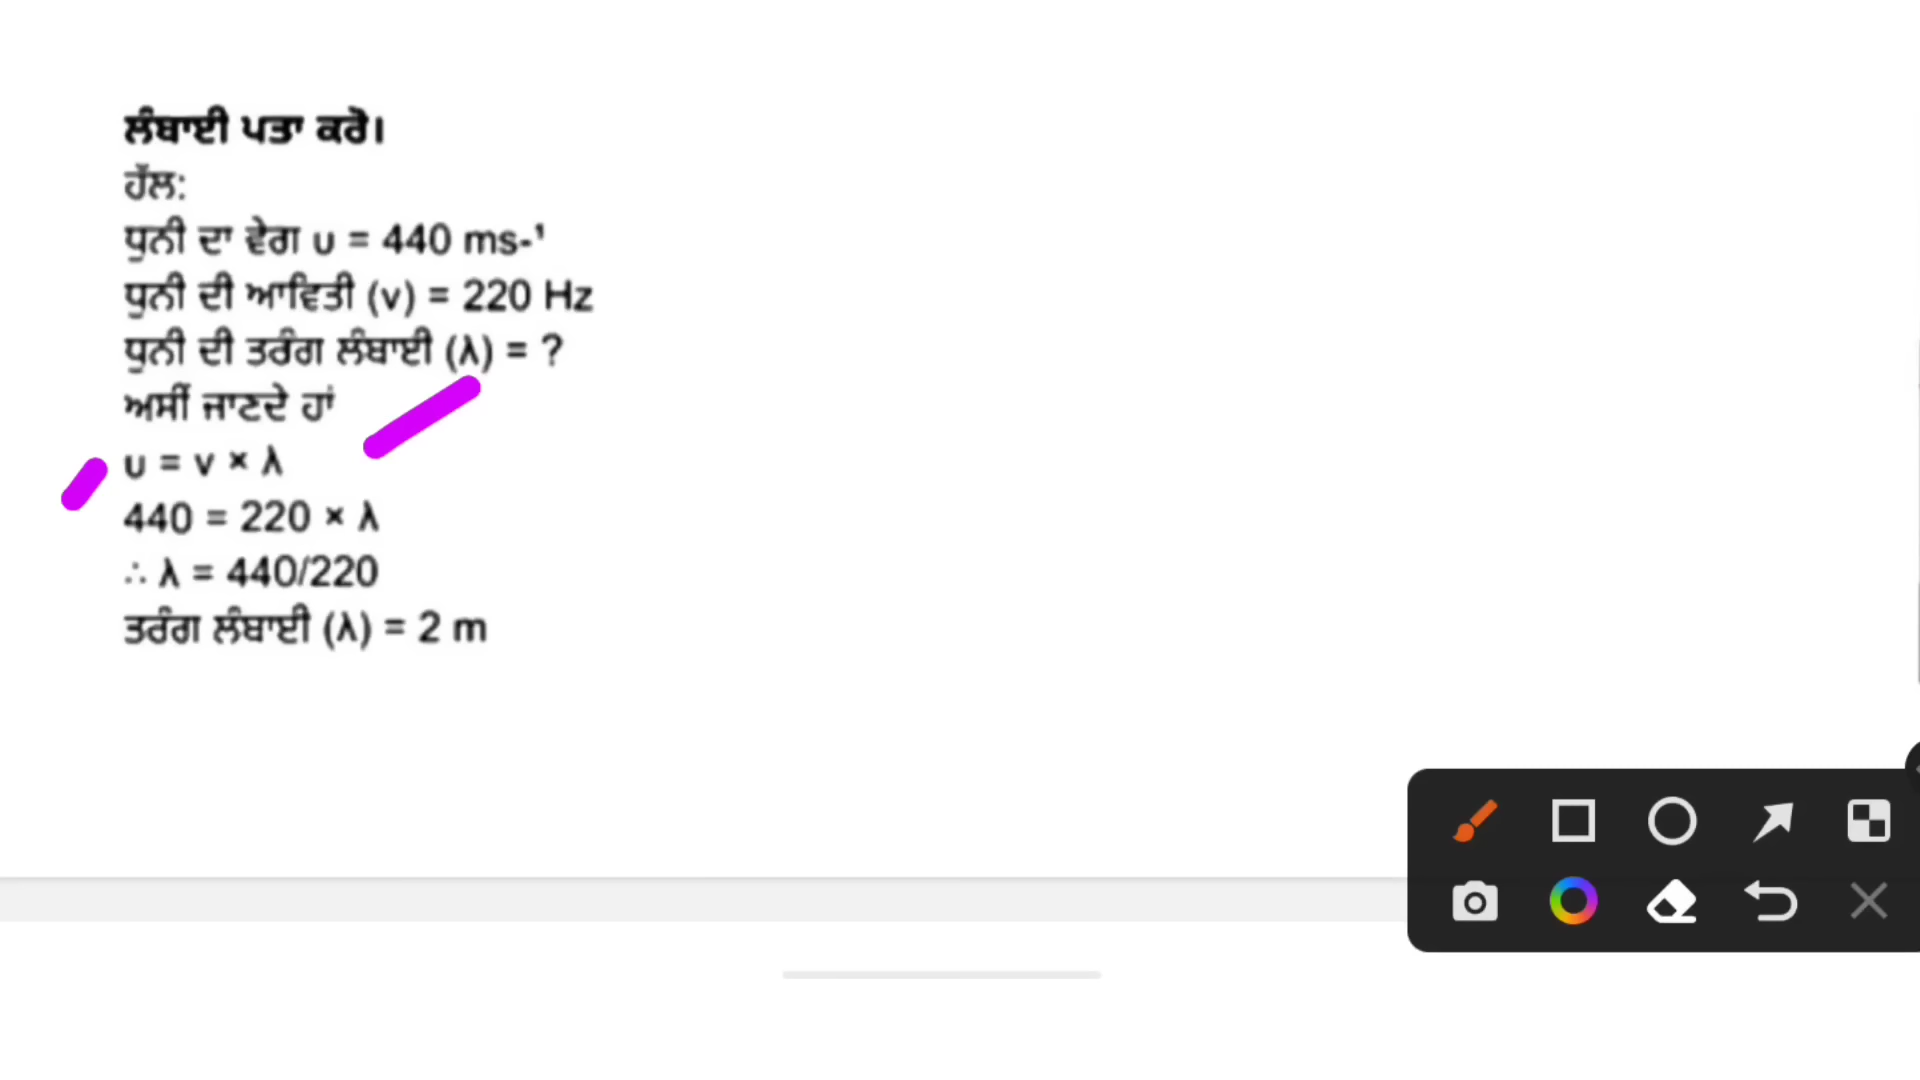 ਲੰਬਾਈ ਪਤਾ ਕਰੋ।
ਹੱਲ:
ਧੁਨੀ ਦਾ ਵੇਗ υ = 440 ms-¹
ਧੁਨੀ ਦੀ ਆਵਿਤੀ (v) = 220 Hz
ਧੁਨੀ ਦੀ ਤਰੰਗ ਲੰਬਾਈ (λ) = ?
ਅਸੀਂ ਜਾਣਦੇ ਹਾਂ
υ = v × λ
440 = 220 × λ
∴ λ = 440/220
ਤਰੰਗ ਲੰਬਾਈ (λ) = 2 m